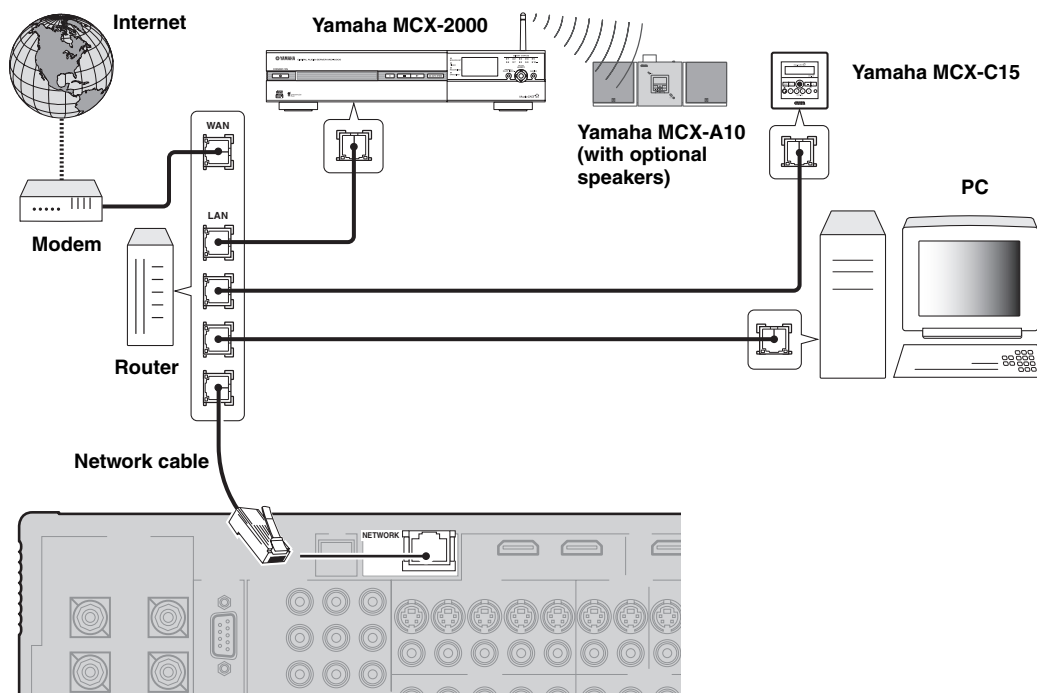 Internet
Yamaha MCX-2000
YAMAHA
Yamaha MCX-A10
(with optional
speakers)
Yamaha MCX-C15
PC
WAN
LAN
Modem
Router
Network cable
NETWORK